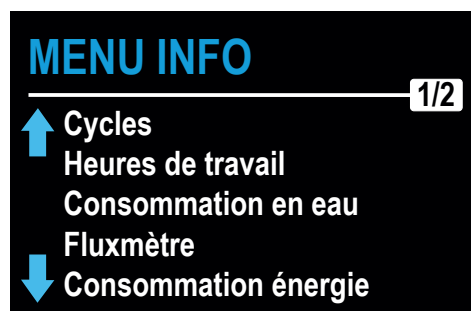 MENU INFO
1/2
Cycles
Heures de travail
Consommation en eau
Fluxmètre
Consommation énergie